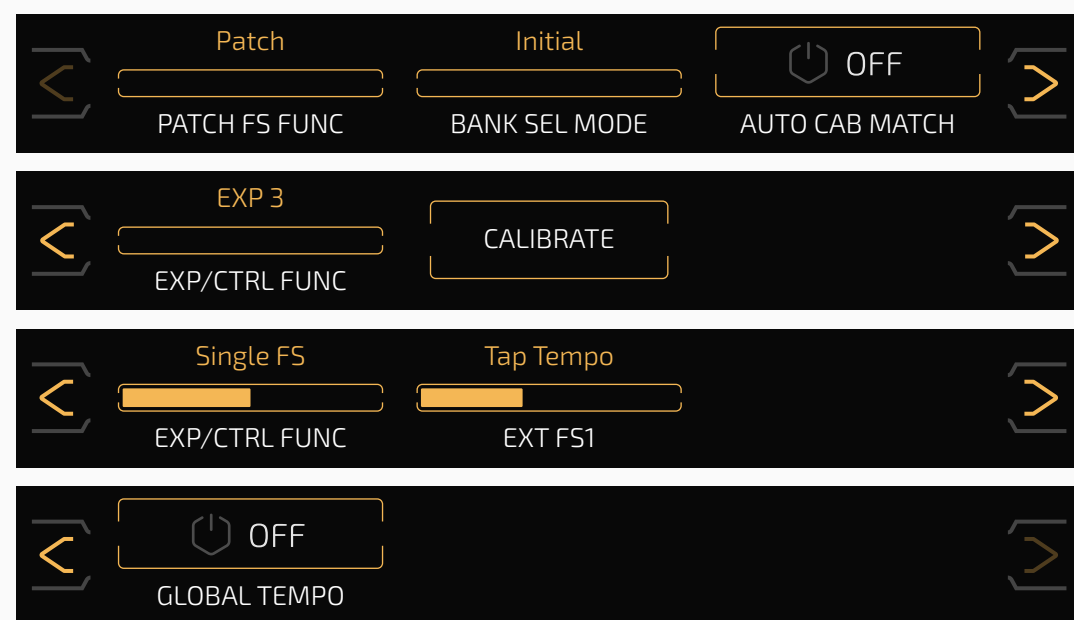 Patch Initial OFF
PATCH FS FUNC BANK SEL MODE AUTO CAB MATCH
EXP 3
CALIBRATE
EXP/CTRL FUNC
Single FS Tap Tempo
EXP/CTRL FUNC EXT FS1
OFF
GLOBAL TEMPO